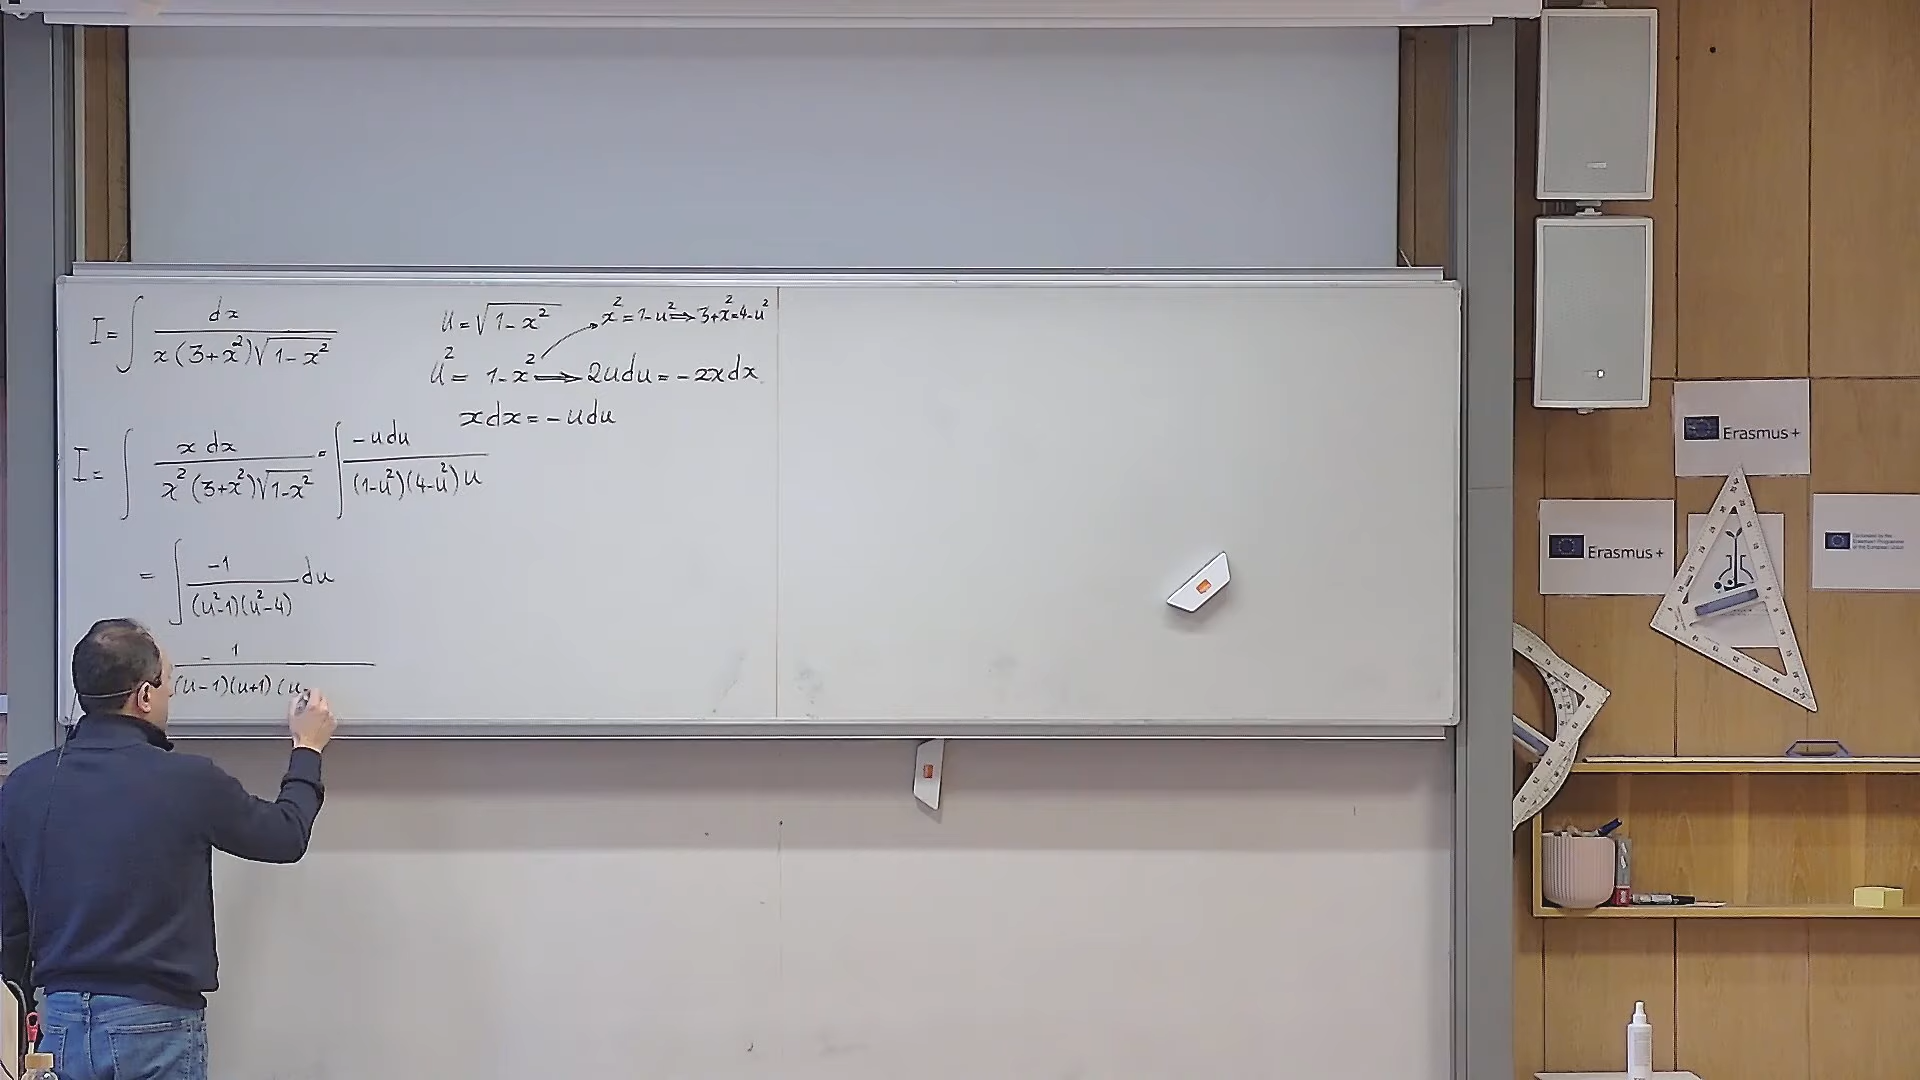 I = ∫ dx / x(3+x²)√(1-x²)
u = √(1-x²)
x² = 1-u² ⇒ 3+x² = 4-u²
u² = 1-x² ⇒ 2udu = -2xdx
xdx = -udu
I = ∫ x dx / x²(3+x²)√(1-x²) = ∫ -udu / (1-u²)(4-u²)u
= ∫ -1 / (u²-1)(u²-4) du
-1 / (u-1)(u+1)(u-
Erasmus+
Erasmus+